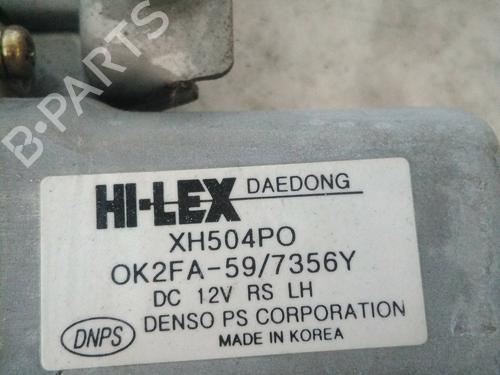 B-PARTS
HI-LEX DAEDONG
XH504PO
OK2FA-59/7356Y
DC 12V RS LH
DNPS DENSO PS CORPORATION
MADE IN KOREA